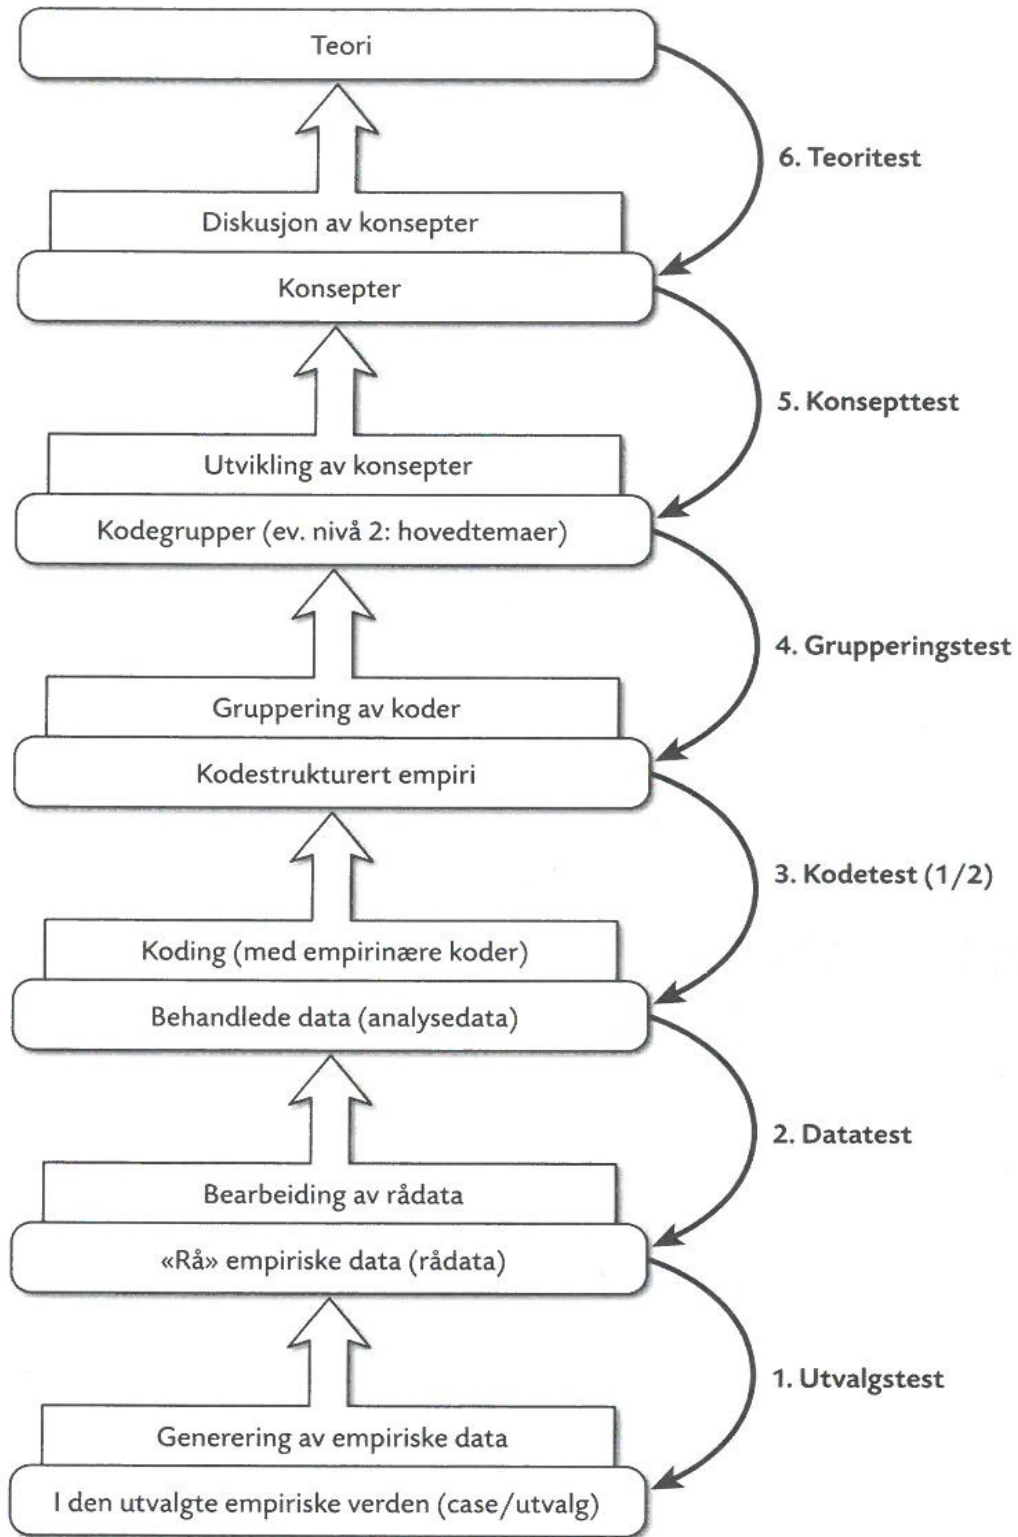 Teori
6. Teoritest
Diskusjon av konsepter
Konsepter
5. Konsepttest
Utvikling av konsepter
Kodegrupper (ev. nivå 2: hovedtemaer)
4. Grupperingstest
Gruppering av koder
Kodestrukturert empiri
3. Kodetest (1/2)
Koding (med empirinære koder)
Behandlede data (analysedata)
2. Datatest
Bearbeiding av rådata
«Rå» empiriske data (rådata)
1. Utvalgstest
Generering av empiriske data
I den utvalgte empiriske verden (case/utvalg)